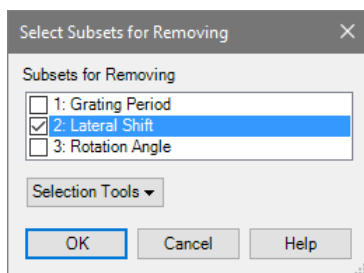 Select Subsets for Removing
Subsets for Removing
1: Grating Period
2: Lateral Shift
3: Rotation Angle
Selection Tools
OK Cancel Help